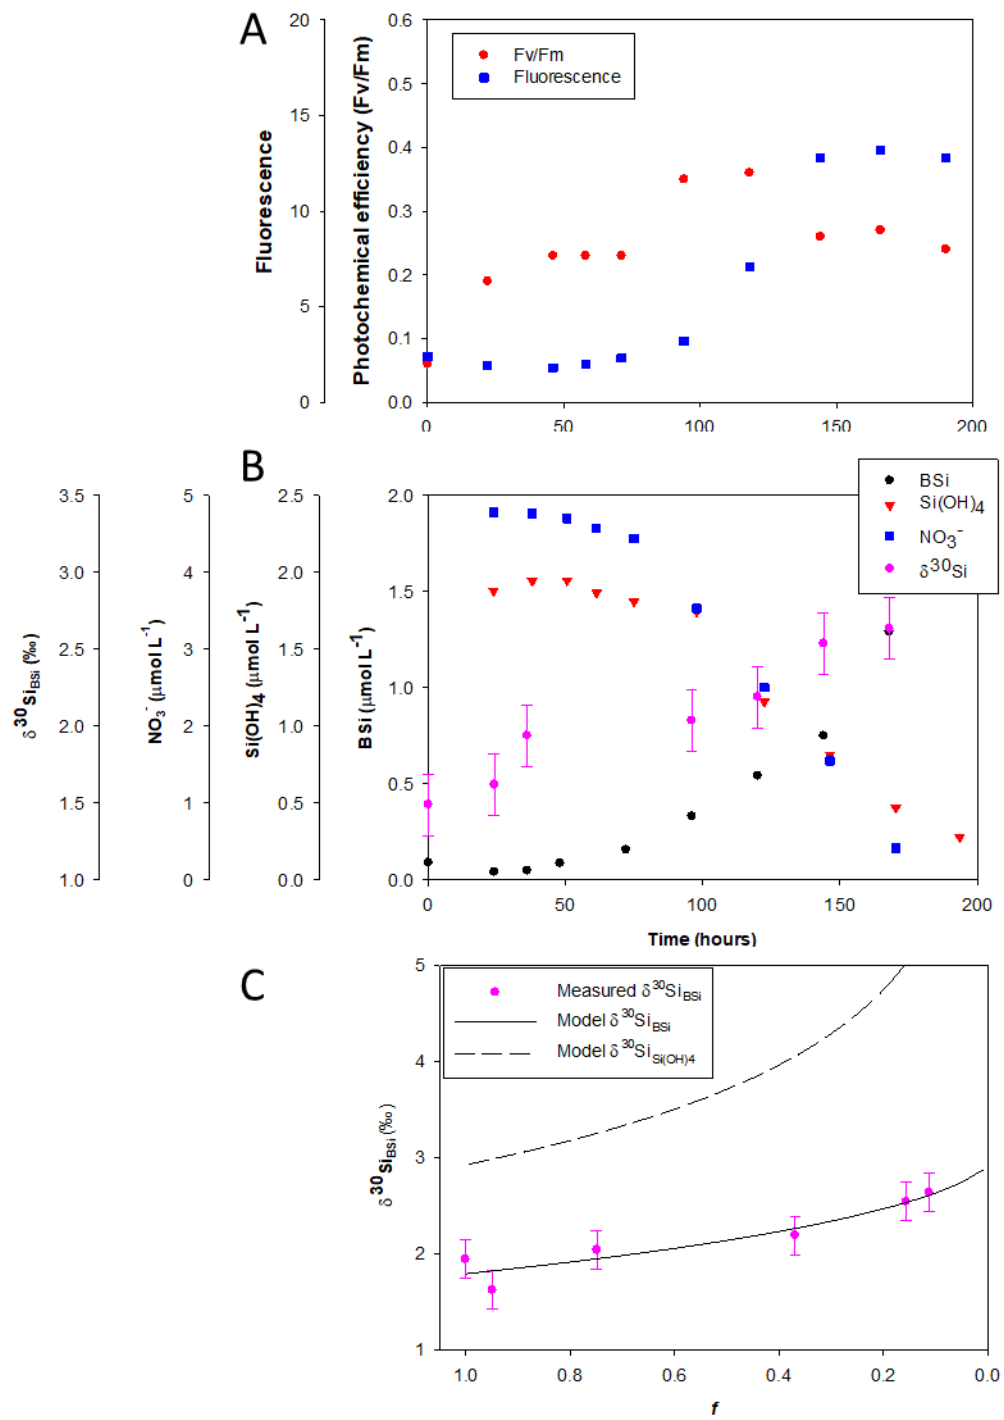 A
Fluorescence
20
15
10
5
0
Photochemical efficiency (Fv/Fm)
0.6
0.5
0.4
0.3
0.2
0.1
0.0
Fv/Fm
Fluorescence
0 50 100 150 200
B
δ³⁰Si_BSi (‰)
3.5
3.0
2.5
2.0
1.5
1.0
NO₃⁻ (μmol L⁻¹)
5
4
3
2
1
0
Si(OH)₄ (μmol L⁻¹)
2.5
2.0
1.5
1.0
0.5
0.0
BSi (μmol L⁻¹)
2.0
1.5
1.0
0.5
0.0
BSi
Si(OH)₄
NO₃⁻
δ³⁰Si
0 50 100 150 200
Time (hours)
C
δ³⁰Si_BSi (‰)
5
4
3
2
1
Measured δ³⁰Si_BSi
Model δ³⁰Si_BSi
Model δ³⁰Si_Si(OH)4
1.0 0.8 0.6 0.4 0.2 0.0
f